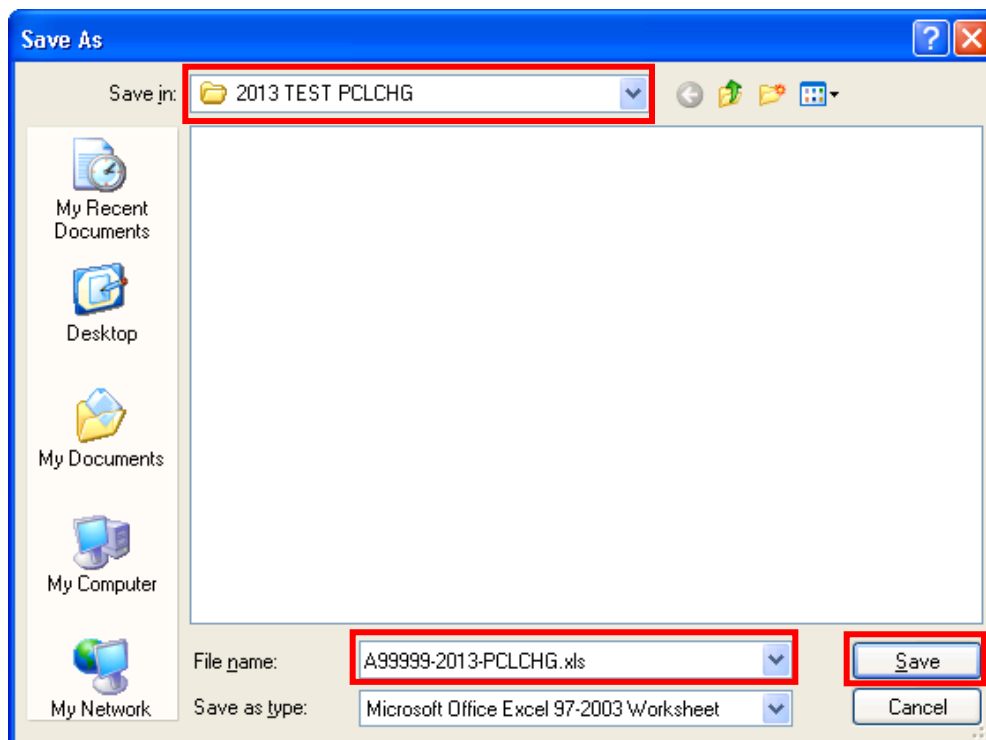 Save As
?
Save in:
2013 TEST PCLCHG
My Recent
Documents
Desktop
My Documents
My Computer
My Network
File name:
A99999-2013-PCLCHG.xls
Save
Save as type:
Microsoft Office Excel 97-2003 Worksheet
Cancel